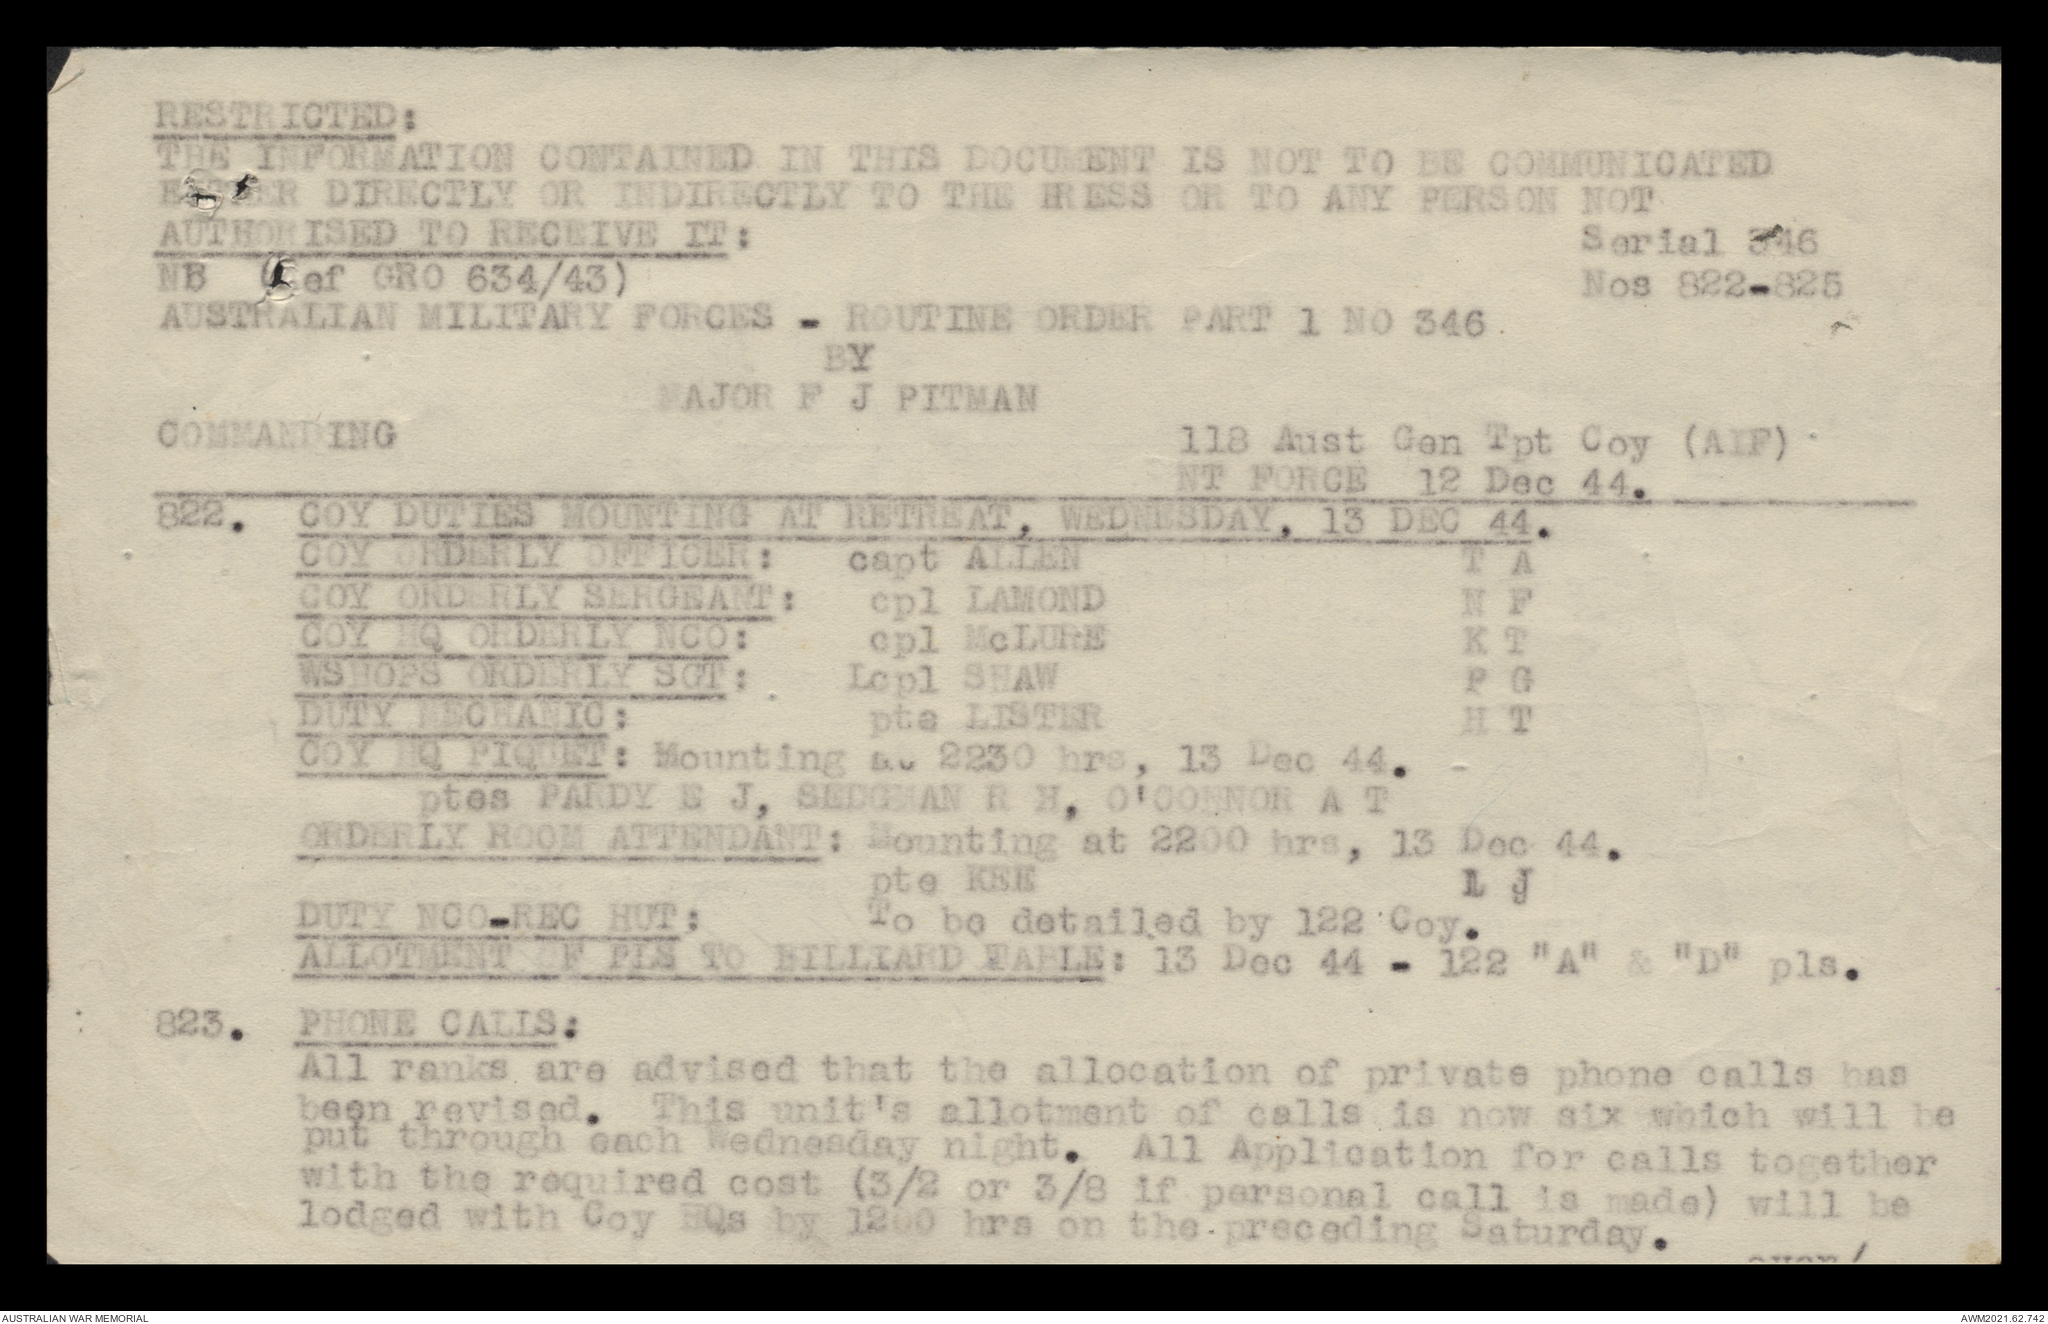 RESTRICTED:
THE INFORMATION CONTAINED IN THIS DOCUMENT IS NOT TO BE COMMUNICATED
EITHER DIRECTLY OR INDIRECTLY TO THE PRESS OR TO ANY PERSON NOT
AUTHORISED TO RECEIVE IT:
Serial 346
NB (Ref GRO 634/43)
Nos 822-825
AUSTRALIAN MILITARY FORCES - ROUTINE ORDER PART 1 NO 346
BY
MAJOR F J PITMAN
COMMANDING 118 Aust Gen Tpt Coy (AIF)
NT FORCE 12 Dec 44.
822. COY DUTIES MOUNTING AT RETREAT, WEDNESDAY, 13 DEC 44.
COY ORDERLY OFFICER: capt ALLEN T A
COY ORDERLY SERGEANT: cpl LAMOND N F
COY HQ ORDERLY NCO: cpl McLURE K T
WSHOPS ORDERLY SGT: Lcpl SHAW F G
DUTY MECHANIC: pte LISTER H T
COY HQ PIQUET: Mounting at 2230 hrs, 13 Dec 44.
ptes PARDY E J, SEDGMAN R H, O'CONNOR A T
ORDERLY ROOM ATTENDANT: Mounting at 2200 hrs, 13 Dec 44.
pte KEE L J
DUTY NCO-REC HUT: To be detailed by 122 Coy.
ALLOTMENT OF PLS TO BILLIARD TABLE: 13 Dec 44 - 122 "A" & "D" pls.
823. PHONE CALLS:
All ranks are advised that the allocation of private phone calls has
been revised. This unit's allotment of calls is now six which will be
put through each Wednesday night. All Application for calls together
with the required cost (3/2 or 3/8 if personal call is made) will be
lodged with Coy HQs by 1200 hrs on the preceding Saturday.
over/
AUSTRALIAN WAR MEMORIAL
AWM2021.62.742